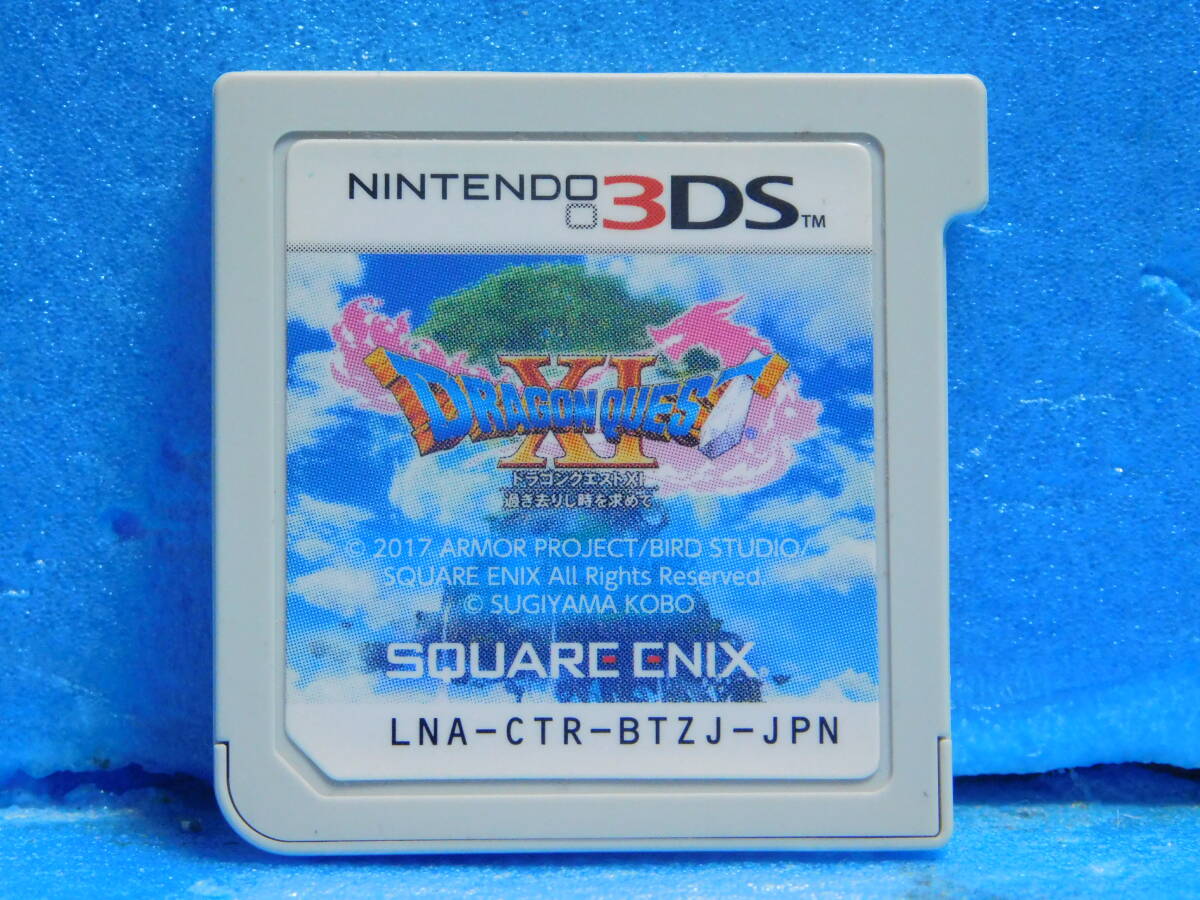 NINTENDO 3DS™
DRAGON QUEST XI
ドラゴンクエストXI
過ぎ去りし時を求めて
© 2017 ARMOR PROJECT/BIRD STUDIO/
SQUARE ENIX All Rights Reserved.
© SUGIYAMA KOBO
SQUARE ENIX®
LNA-CTR-BTZJ-JPN